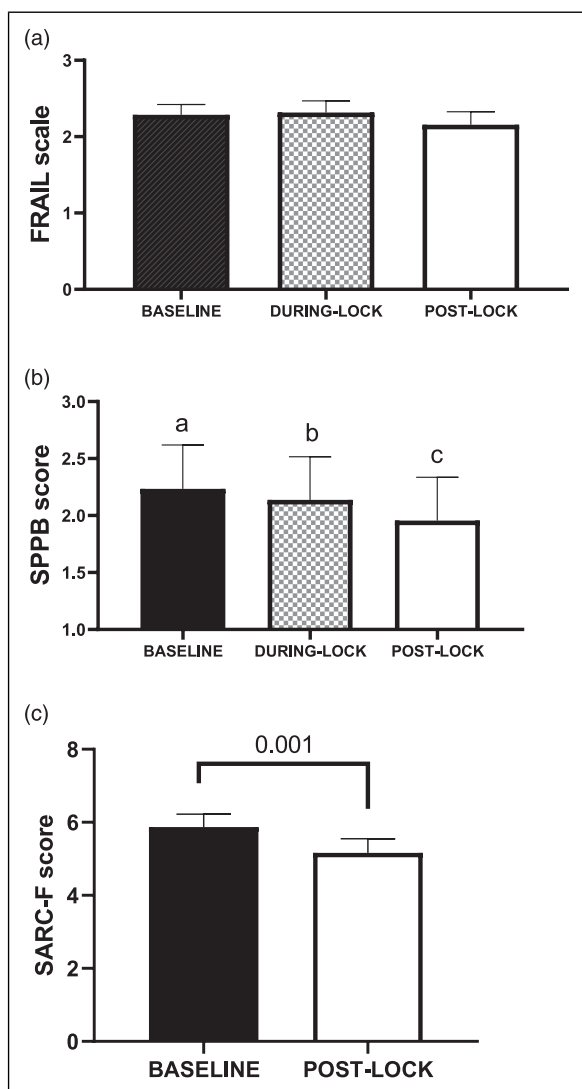 (a)
3
2
1
0
FRAIL scale
BASELINE DURING-LOCK POST-LOCK
(b)
3.0
2.5
2.0
1.5
1.0
SPPB score
a b c
BASELINE DURING-LOCK POST-LOCK
(c)
8
6
4
2
0
SARC-F score
0.001
BASELINE POST-LOCK